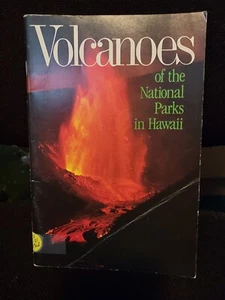 Volcanoes
of the
National
Parks
in Hawaii